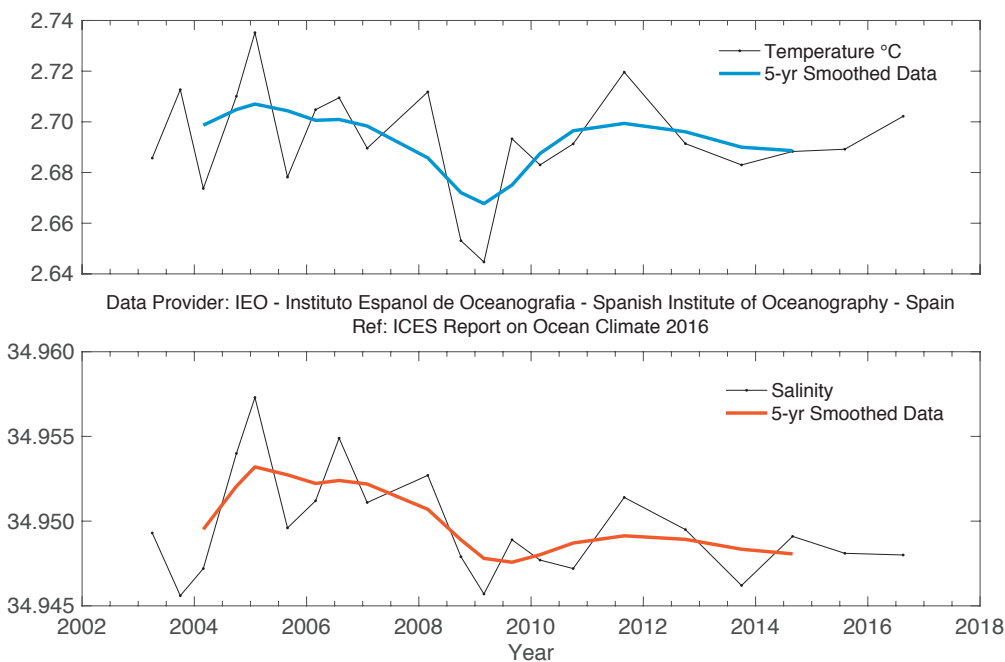 2.74
2.72
2.70
2.68
2.66
2.64
Temperature °C
5-yr Smoothed Data
Data Provider: IEO - Instituto Espanol de Oceanografia - Spanish Institute of Oceanography - Spain
Ref: ICES Report on Ocean Climate 2016
34.960
34.955
34.950
34.945
Salinity
5-yr Smoothed Data
2002 2004 2006 2008 2010 2012 2014 2016 2018
Year